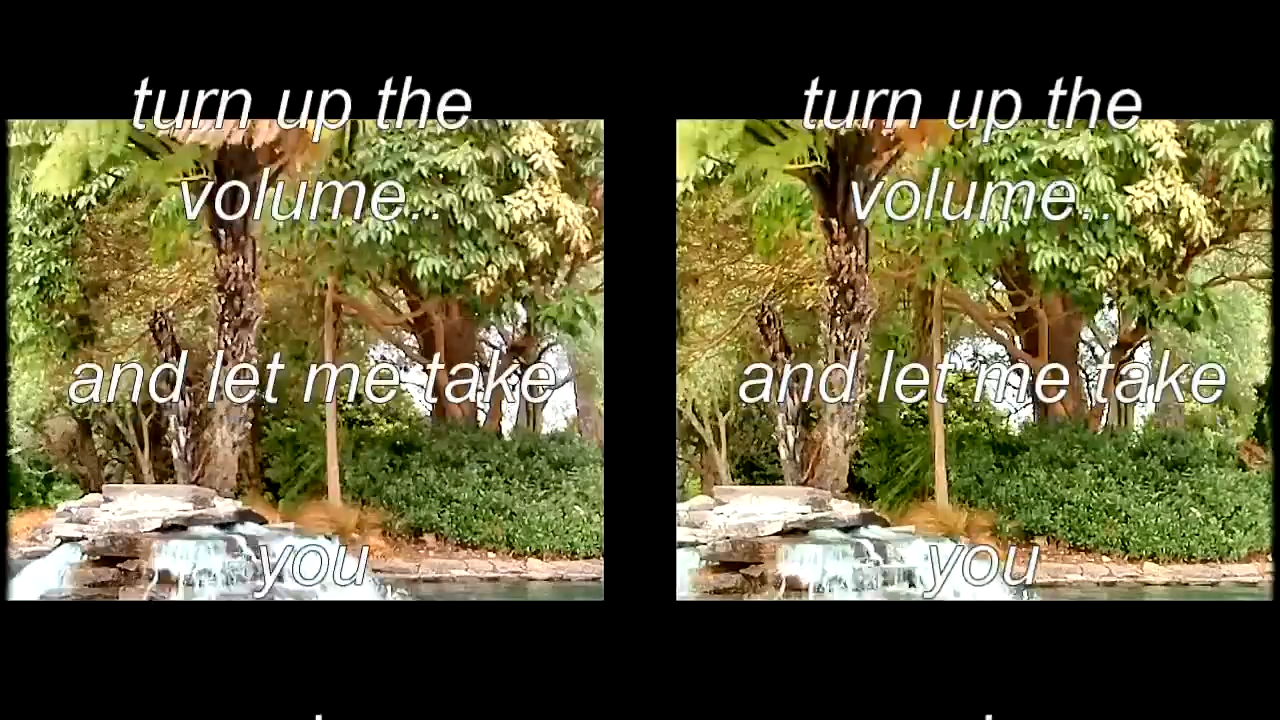 turn up the turn up the
volume.. volume..
and let me take and let me take
you you